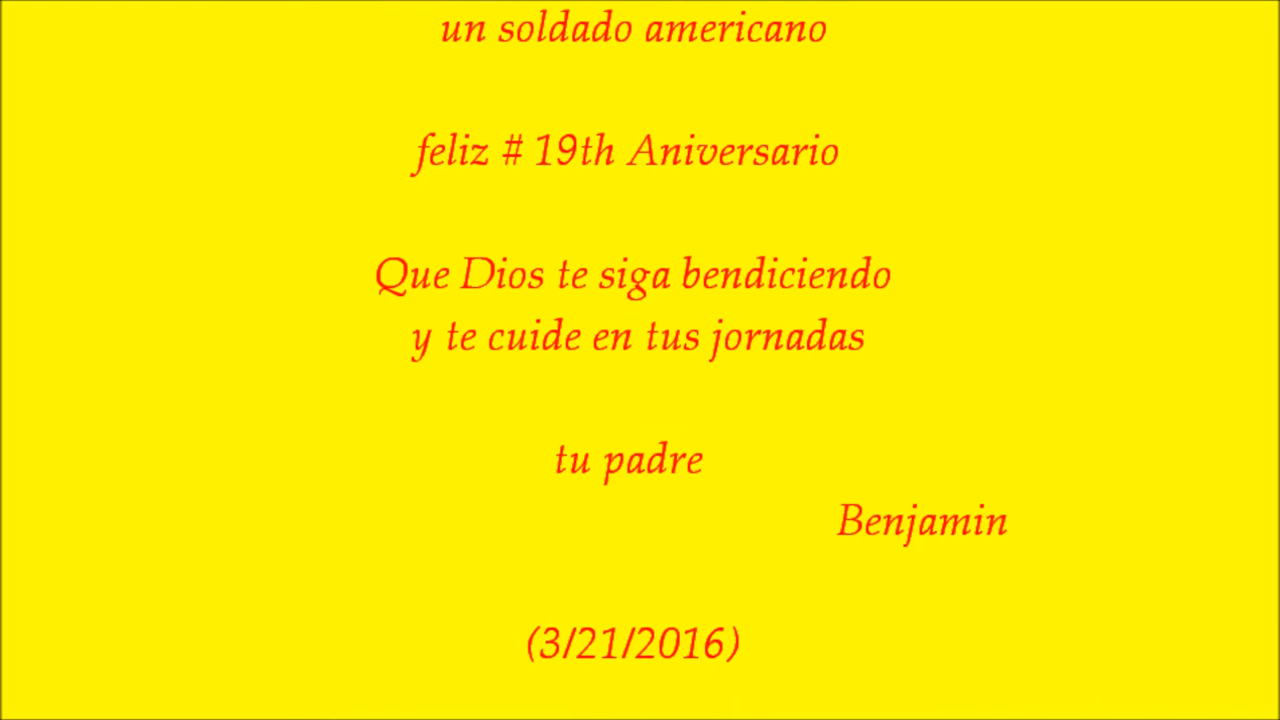 un soldado americano
feliz # 19th Aniversario
Que Dios te siga bendiciendo
y te cuide en tus jornadas
tu padre
Benjamin
(3/21/2016)